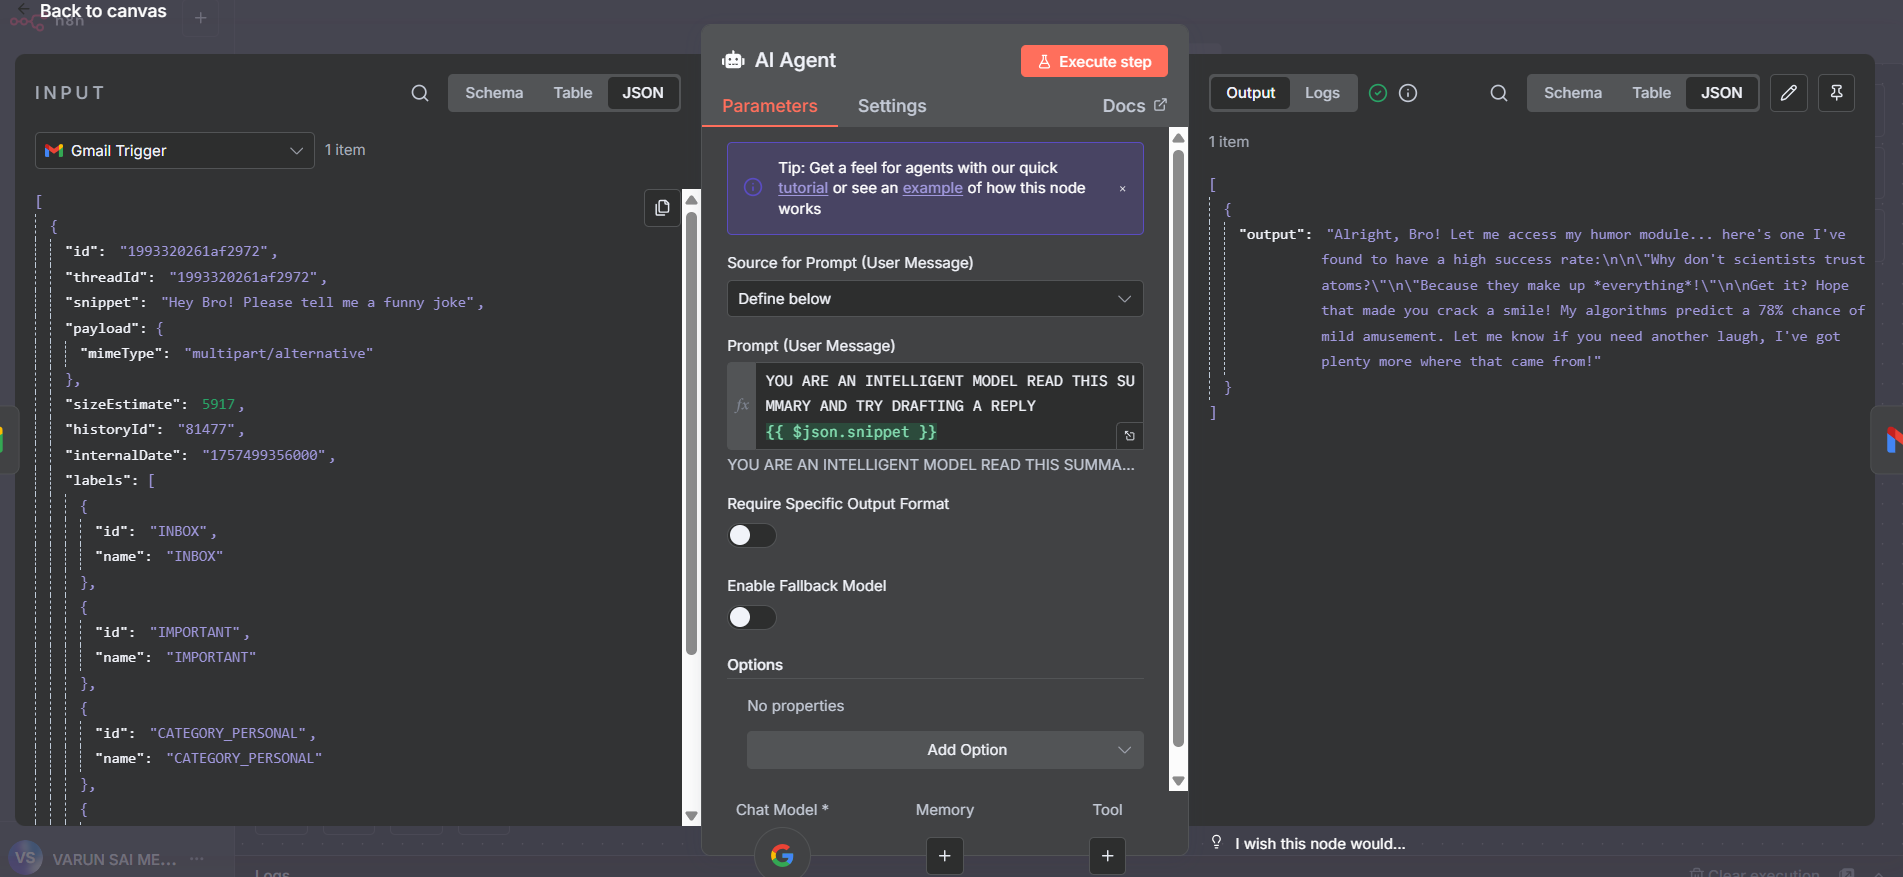 Back to canvas
n8n
INPUT
Schema
Table
JSON
Gmail Trigger
1 item
[
{
"id": "1993320261af2972",
"threadId": "1993320261af2972",
"snippet": "Hey Bro! Please tell me a funny joke",
"payload": {
"mimeType": "multipart/alternative"
},
"sizeEstimate": 5917,
"historyId": "81477",
"internalDate": "1757499356000",
"labels": [
{
"id": "INBOX",
"name": "INBOX"
},
{
"id": "IMPORTANT",
"name": "IMPORTANT"
},
{
"id": "CATEGORY_PERSONAL",
"name": "CATEGORY_PERSONAL"
},
{
AI Agent
Execute step
Parameters
Settings
Docs
Tip: Get a feel for agents with our quick
tutorial or see an example of how this node
works
×
Source for Prompt (User Message)
Define below
Prompt (User Message)
fx
YOU ARE AN INTELLIGENT MODEL READ THIS SU
MMARY AND TRY DRAFTING A REPLY
{{ $json.snippet }}
YOU ARE AN INTELLIGENT MODEL READ THIS SUMMA...
Require Specific Output Format
Enable Fallback Model
Options
No properties
Add Option
Chat Model *
Memory
Tool
+
+
Output
Logs
Schema
Table
JSON
1 item
[
{
"output": "Alright, Bro! Let me access my humor module... here's one I've
found to have a high success rate:\n\n\"Why don't scientists trust
atoms?\"\n\"Because they make up *everything*!\"\n\nGet it? Hope
that made you crack a smile! My algorithms predict a 78% chance of
mild amusement. Let me know if you need another laugh, I've got
plenty more where that came from!"
}
]
I wish this node would...
VS
VARUN SAI ME...
Logs
Clear execution